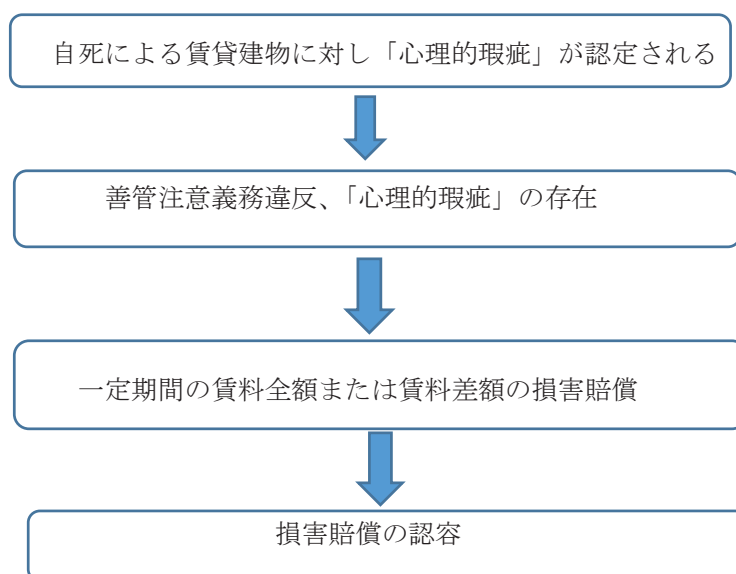 自死による賃貸建物に対し「心理的瑕疵」が認定される
善管注意義務違反、「心理的瑕疵」の存在
一定期間の賃料全額または賃料差額の損害賠償
損害賠償の認容